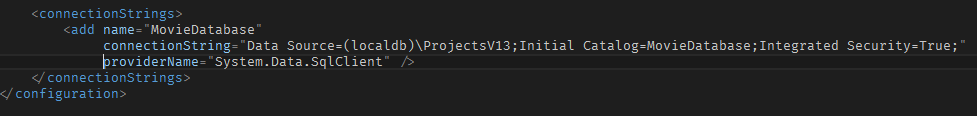 <connectionStrings>
<add name="MovieDatabase"
connectionString="Data Source=(localdb)\ProjectsV13;Initial Catalog=MovieDatabase;Integrated Security=True;"
providerName="System.Data.SqlClient" />
</connectionStrings>
</configuration>